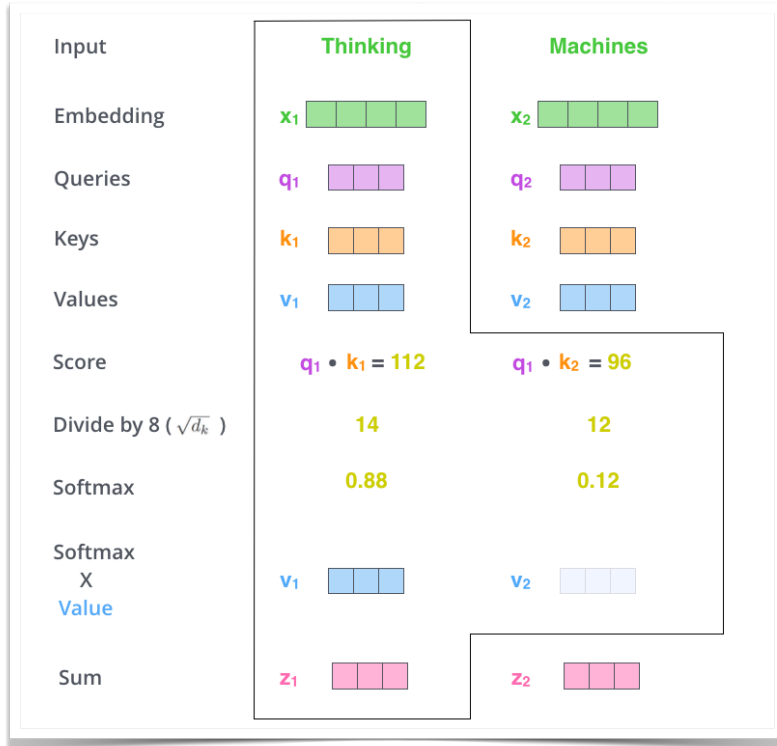 Input Thinking Machines
Embedding x₁ x₂
Queries q₁ q₂
Keys k₁ k₂
Values v₁ v₂
Score q₁ • k₁ = 112 q₁ • k₂ = 96
Divide by 8 ( √dₖ ) 14 12
Softmax 0.88 0.12
Softmax
X v₁ v₂
Value
Sum z₁ z₂